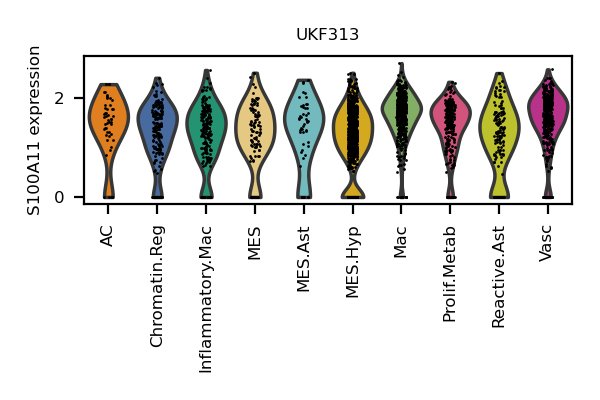 UKF313
S100A11 expression
2
0
AC
Chromatin.Reg
Inflammatory.Mac
MES
MES.Ast
MES.Hyp
Mac
Prolif.Metab
Reactive.Ast
Vasc